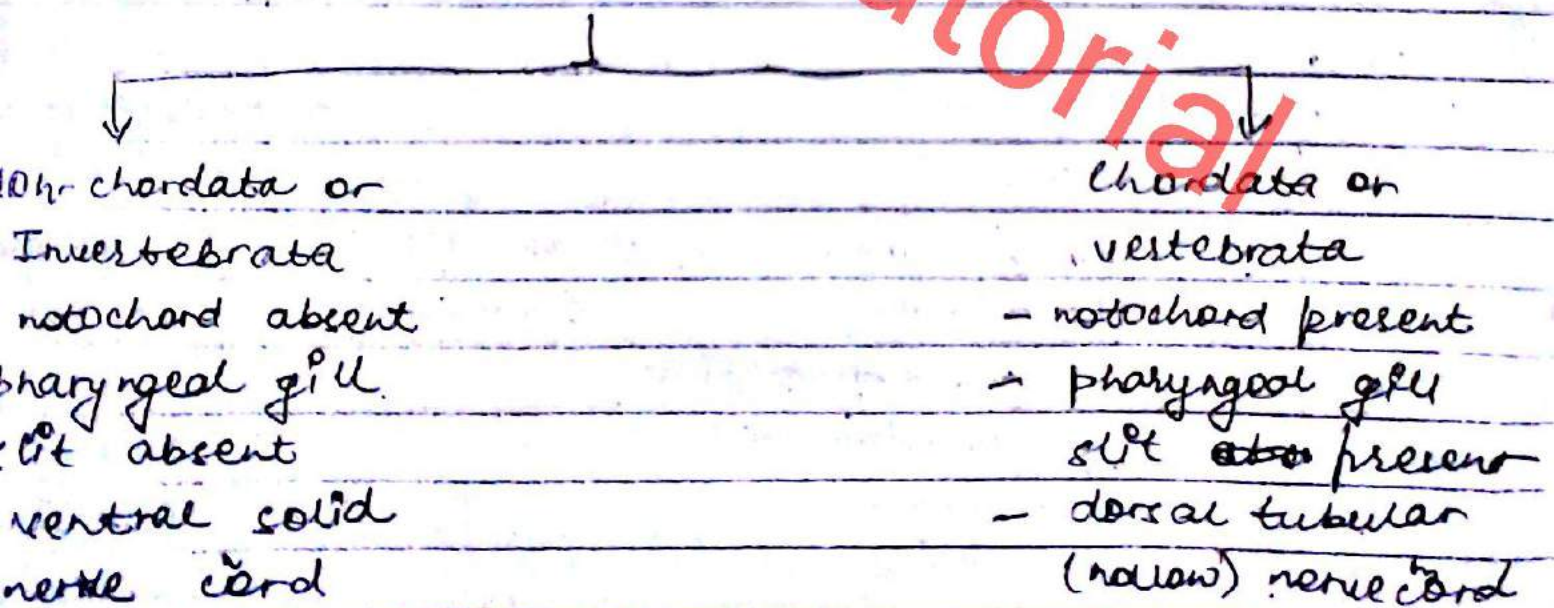 utorial
Non-chordata or
Invertebrata
notochord absent
pharyngeal gill
slit absent
ventral solid
nerve cord
Chordata or
vertebrata
- notochord present
- pharyngeal gill
slit present
- dorsal tubular
(hollow) nerve cord